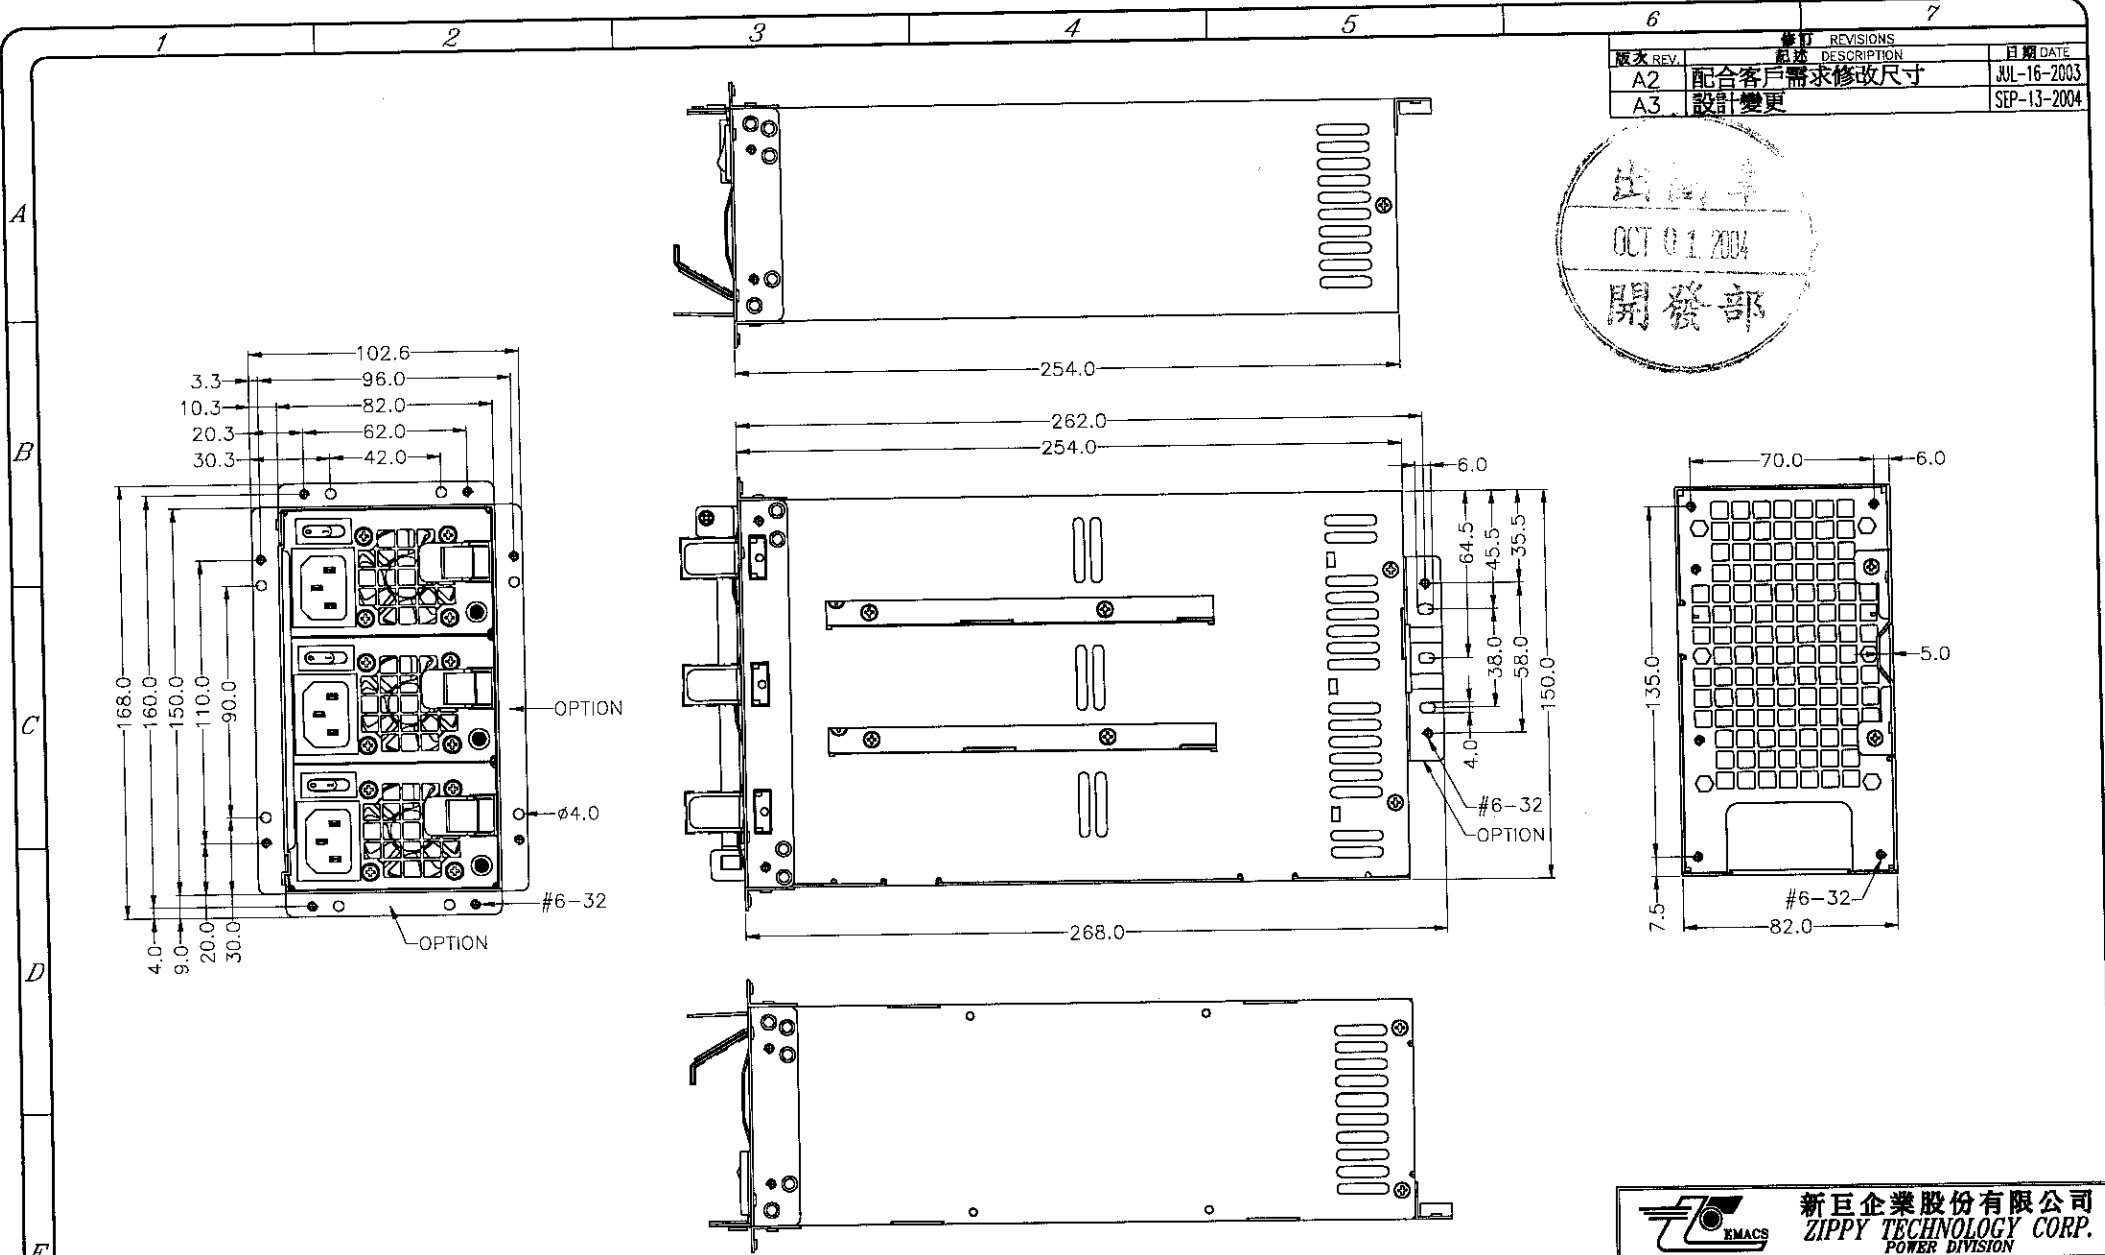 1 2 3 4 5 6 7
修訂 REVISIONS
版次 REV. 記述 DESCRIPTION 日期 DATE
A2 配合客戶需求修改尺寸 JUL-16-2003
A3 設計變更 SEP-13-2004
A
B
C
D
E
出圖章
OCT 01 2004
開發部
254.0
102.6
3.3 96.0
10.3 82.0
20.3 62.0
30.3 42.0
168.0
160.0
150.0
110.0
90.0
4.0
9.0
20.0
30.0
OPTION
ø4.0
#6-32
OPTION
262.0
254.0
6.0
64.5
45.5
35.5
38.0
58.0
150.0
4.0
#6-32
OPTION
268.0
70.0 6.0
135.0
5.0
7.5
#6-32
82.0
EMACS
新巨企業股份有限公司
ZIPPY TECHNOLOGY CORP.
POWER DIVISION